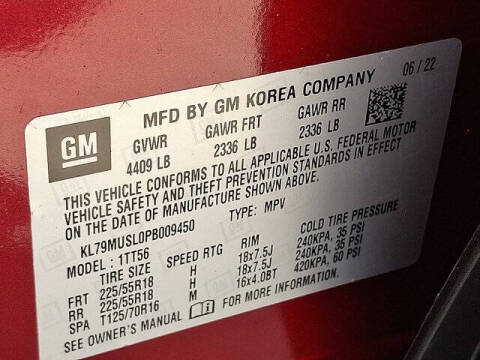 MFD BY GM KOREA COMPANY 06 / 22
GM
GVWR GAWR FRT GAWR RR
4409 LB 2336 LB 2336 LB
THIS VEHICLE CONFORMS TO ALL APPLICABLE U.S. FEDERAL MOTOR
VEHICLE SAFETY AND THEFT PREVENTION STANDARDS IN EFFECT
ON THE DATE OF MANUFACTURE SHOWN ABOVE.
KL79MUSL0PB009450 TYPE: MPV
MODEL: 1TT56
TIRE SIZE SPEED RTG RIM COLD TIRE PRESSURE
FRT 225/55R18 H 18x7.5J 240KPA, 35 PSI
RR 225/55R18 H 18x7.5J 240KPA, 35 PSI
SPA T125/70R16 M 16x4.0BT 420KPA, 60 PSI
SEE OWNER'S MANUAL FOR MORE INFORMATION